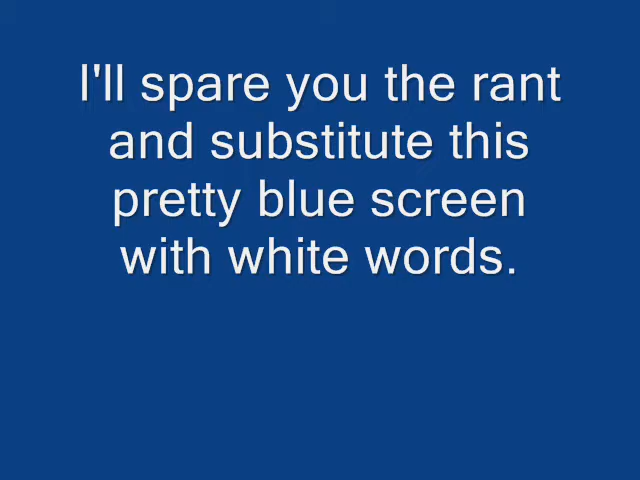 I'll spare you the rant
and substitute this
pretty blue screen
with white words.